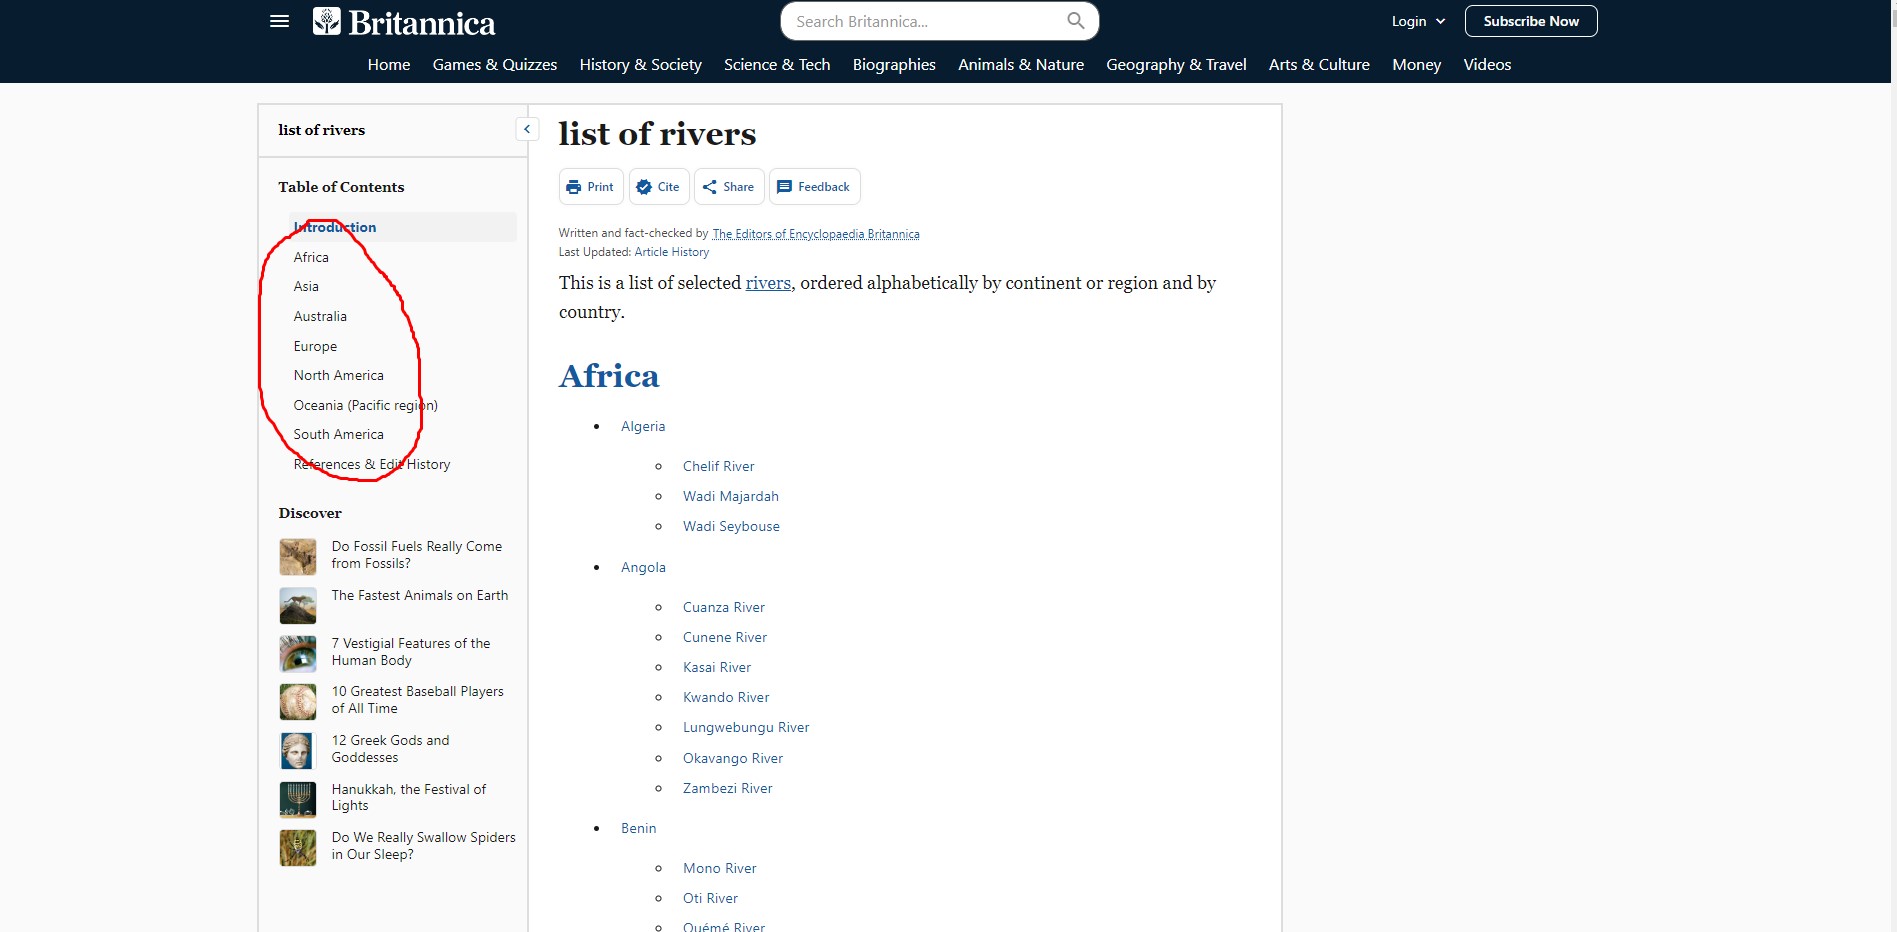 Britannica
Search Britannica...
Login
Subscribe Now
Home Games & Quizzes History & Society Science & Tech Biographies Animals & Nature Geography & Travel Arts & Culture Money Videos
list of rivers
Table of Contents
Introduction
Africa
Asia
Australia
Europe
North America
Oceania (Pacific region)
South America
References & Edit History
Discover
Do Fossil Fuels Really Come
from Fossils?
The Fastest Animals on Earth
7 Vestigial Features of the
Human Body
10 Greatest Baseball Players
of All Time
12 Greek Gods and
Goddesses
Hanukkah, the Festival of
Lights
Do We Really Swallow Spiders
in Our Sleep?
list of rivers
Print Cite Share Feedback
Written and fact-checked by The Editors of Encyclopaedia Britannica
Last Updated: Article History
This is a list of selected rivers, ordered alphabetically by continent or region and by
country.
Africa
Algeria
Chelif River
Wadi Majardah
Wadi Seybouse
Angola
Cuanza River
Cunene River
Kasai River
Kwando River
Lungwebungu River
Okavango River
Zambezi River
Benin
Mono River
Oti River
Ouémé River